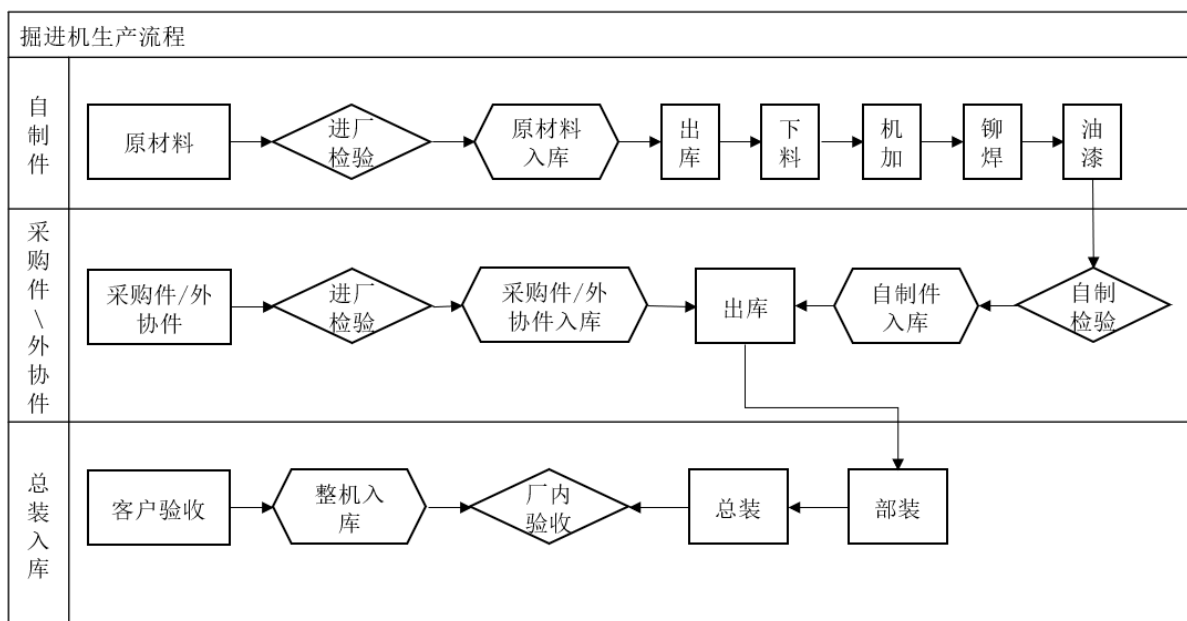 掘进机生产流程
自
制
件
原材料
进厂
检验
原材料
入库
出
库
下
料
机
加
铆
焊
油
漆
采
购
件
\
外
协
件
采购件/外
协件
进厂
检验
采购件/外
协件入库
出库
自制件
入库
自制
检验
总
装
入
库
客户验收
整机入
库
厂内
验收
总装
部装